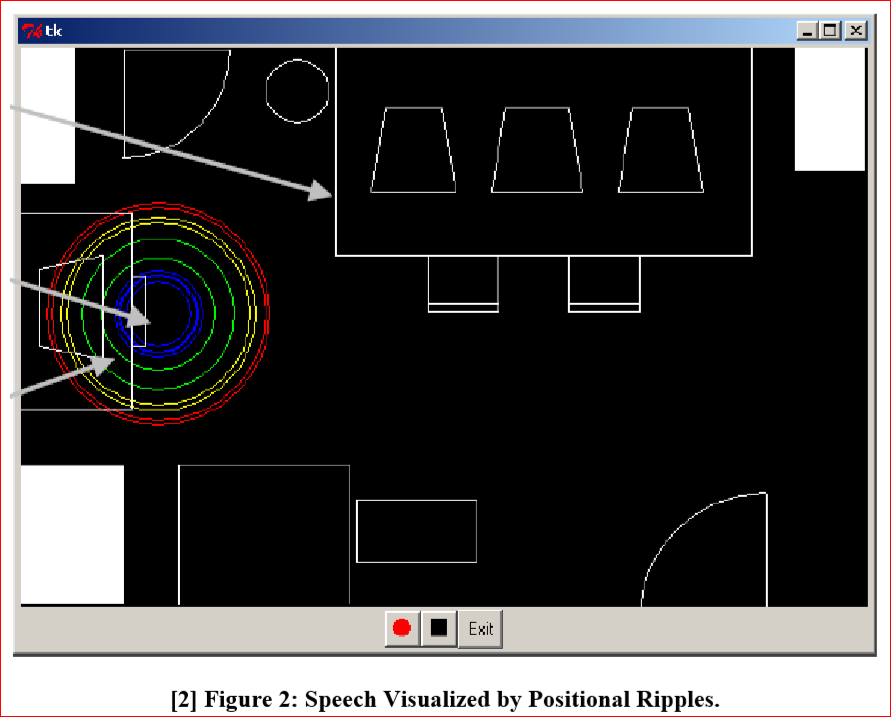 tk
Exit
[2] Figure 2: Speech Visualized by Positional Ripples.